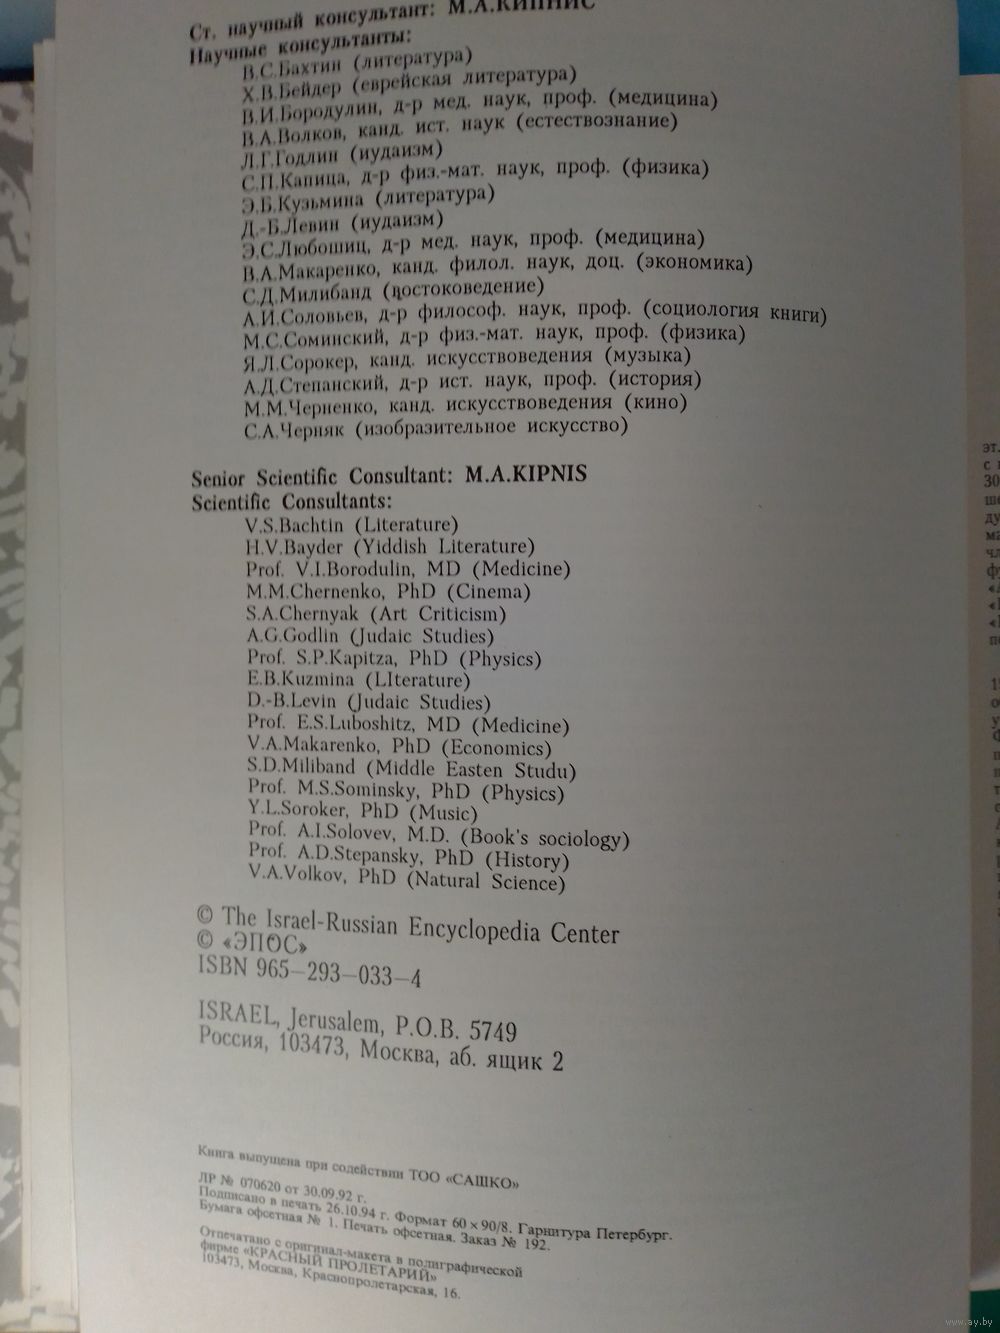 Ст. научный консультант: М.А.КИПНИС
Научные консультанты:
В.С.Бахтин (литература)
Х.В.Бейдер (еврейская литература)
В.И.Бородулин, д-р мед. наук, проф. (медицина)
В.А.Волков, канд. ист. наук (естествознание)
Л.Г.Годлин (иудаизм)
С.П.Капица, д-р физ.-мат. наук, проф. (физика)
Э.Б.Кузьмина (литература)
Д.-Б.Левин (иудаизм)
Э.С.Любошиц, д-р мед. наук, проф. (медицина)
В.А.Макаренко, канд. филол. наук, доц. (экономика)
С.Д.Милибанд (востоковедение)
А.И.Соловьев, д-р философ. наук, проф. (социология книги)
М.С.Соминский, д-р физ.-мат. наук, проф. (физика)
Я.Л.Сорокер, канд. искусствоведения (музыка)
А.Д.Степанский, д-р ист. наук, проф. (история)
М.М.Черненко, канд. искусствоведения (кино)
С.А.Черняк (изобразительное искусство)
Senior Scientific Consultant: M.A.KIPNIS
Scientific Consultants:
V.S.Bachtin (Literature)
H.V.Bayder (Yiddish Literature)
Prof. V.I.Borodulin, MD (Medicine)
M.M.Chernenko, PhD (Cinema)
S.A.Chernyak (Art Criticism)
A.G.Godlin (Judaic Studies)
Prof. S.P.Kapitza, PhD (Physics)
E.B.Kuzmina (LIterature)
D.-B.Levin (Judaic Studies)
Prof. E.S.Luboshitz, MD (Medicine)
V.A.Makarenko, PhD (Economics)
S.D.Miliband (Middle Easten Studu)
Prof. M.S.Sominsky, PhD (Physics)
Y.L.Soroker, PhD (Music)
Prof. A.I.Solovev, M.D. (Book's sociology)
Prof. A.D.Stepansky, PhD (History)
V.A.Volkov, PhD (Natural Science)
© The Israel-Russian Encyclopedia Center
© «ЭПОС»
ISBN 965—293—033—4
ISRAEL, Jerusalem, P.O.B. 5749
Россия, 103473, Москва, аб. ящик 2
Книга выпущена при содействии ТОО «САШКО»
ЛР № 070620 от 30.09.92 г.
Подписано в печать 26.10.94 г. Формат 60 × 90/8. Гарнитура Петербург.
Бумага офсетная № 1. Печать офсетная. Заказ № 192.
Отпечатано с оригинал-макета в полиграфической
фирме «КРАСНЫЙ ПРОЛЕТАРИЙ»
103473, Москва, Краснопролетарская, 16.
www.ay.by